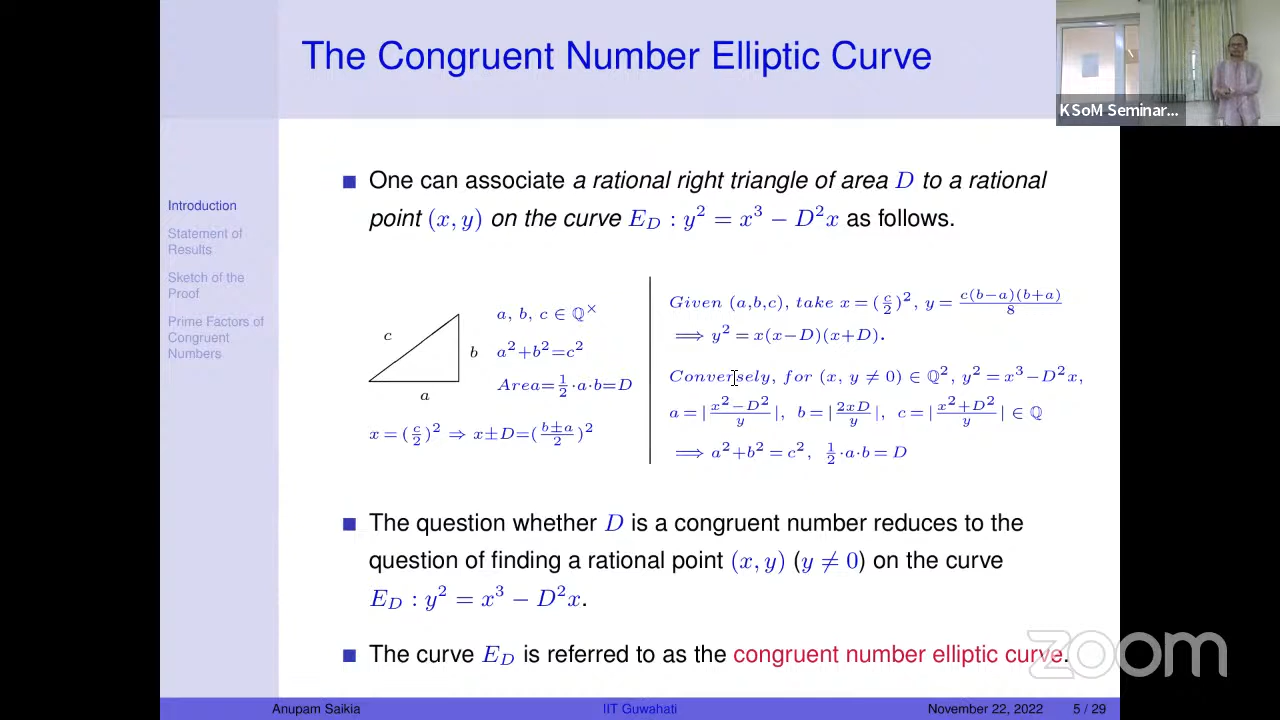 The Congruent Number Elliptic Curve
KSoM Seminar...
Introduction
Statement of
Results
Sketch of the
Proof
Prime Factors of
Congruent
Numbers
■ One can associate a rational right triangle of area D to a rational
point (x, y) on the curve E_D : y² = x³ − D²x as follows.
c
b
a
a, b, c ∈ ℚ^×
a²+b²=c²
Area=½·a·b=D
x=(c/2)² ⇒ x±D=((b±a)/2)²
Given (a,b,c), take x=(c/2)², y=c(b−a)(b+a)/8
⟹ y²=x(x−D)(x+D).
Conversely, for (x, y≠0) ∈ ℚ², y²=x³−D²x,
a=|(x²−D²)/y|, b=|2xD/y|, c=|(x²+D²)/y| ∈ ℚ
⟹ a²+b²=c², ½·a·b=D
■ The question whether D is a congruent number reduces to the
question of finding a rational point (x, y) (y ≠ 0) on the curve
E_D : y² = x³ − D²x.
■ The curve E_D is referred to as the congruent number elliptic curve.
zoom
Anupam Saikia IIT Guwahati November 22, 2022 5 / 29